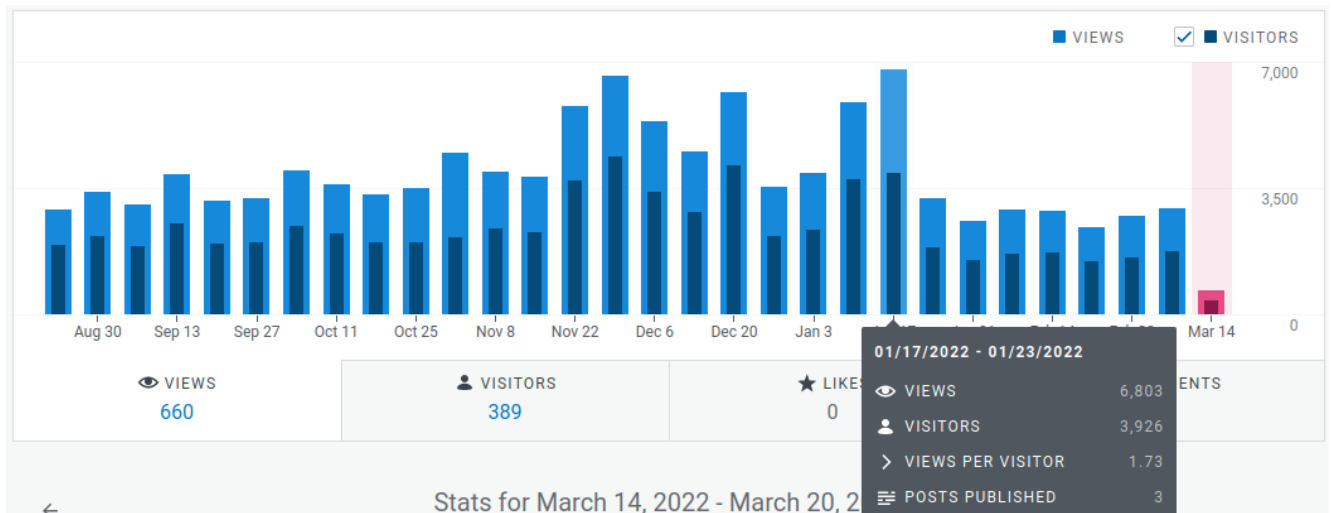 VIEWS VISITORS
7,000
3,500
0
Aug 30 Sep 13 Sep 27 Oct 11 Oct 25 Nov 8 Nov 22 Dec 6 Dec 20 Jan 3 Mar 14
VIEWS
660
VISITORS
389
LIKES
0
01/17/2022 - 01/23/2022
VIEWS 6,803
VISITORS 3,926
VIEWS PER VISITOR 1.73
POSTS PUBLISHED 3
Stats for March 14, 2022 - March 20, 2